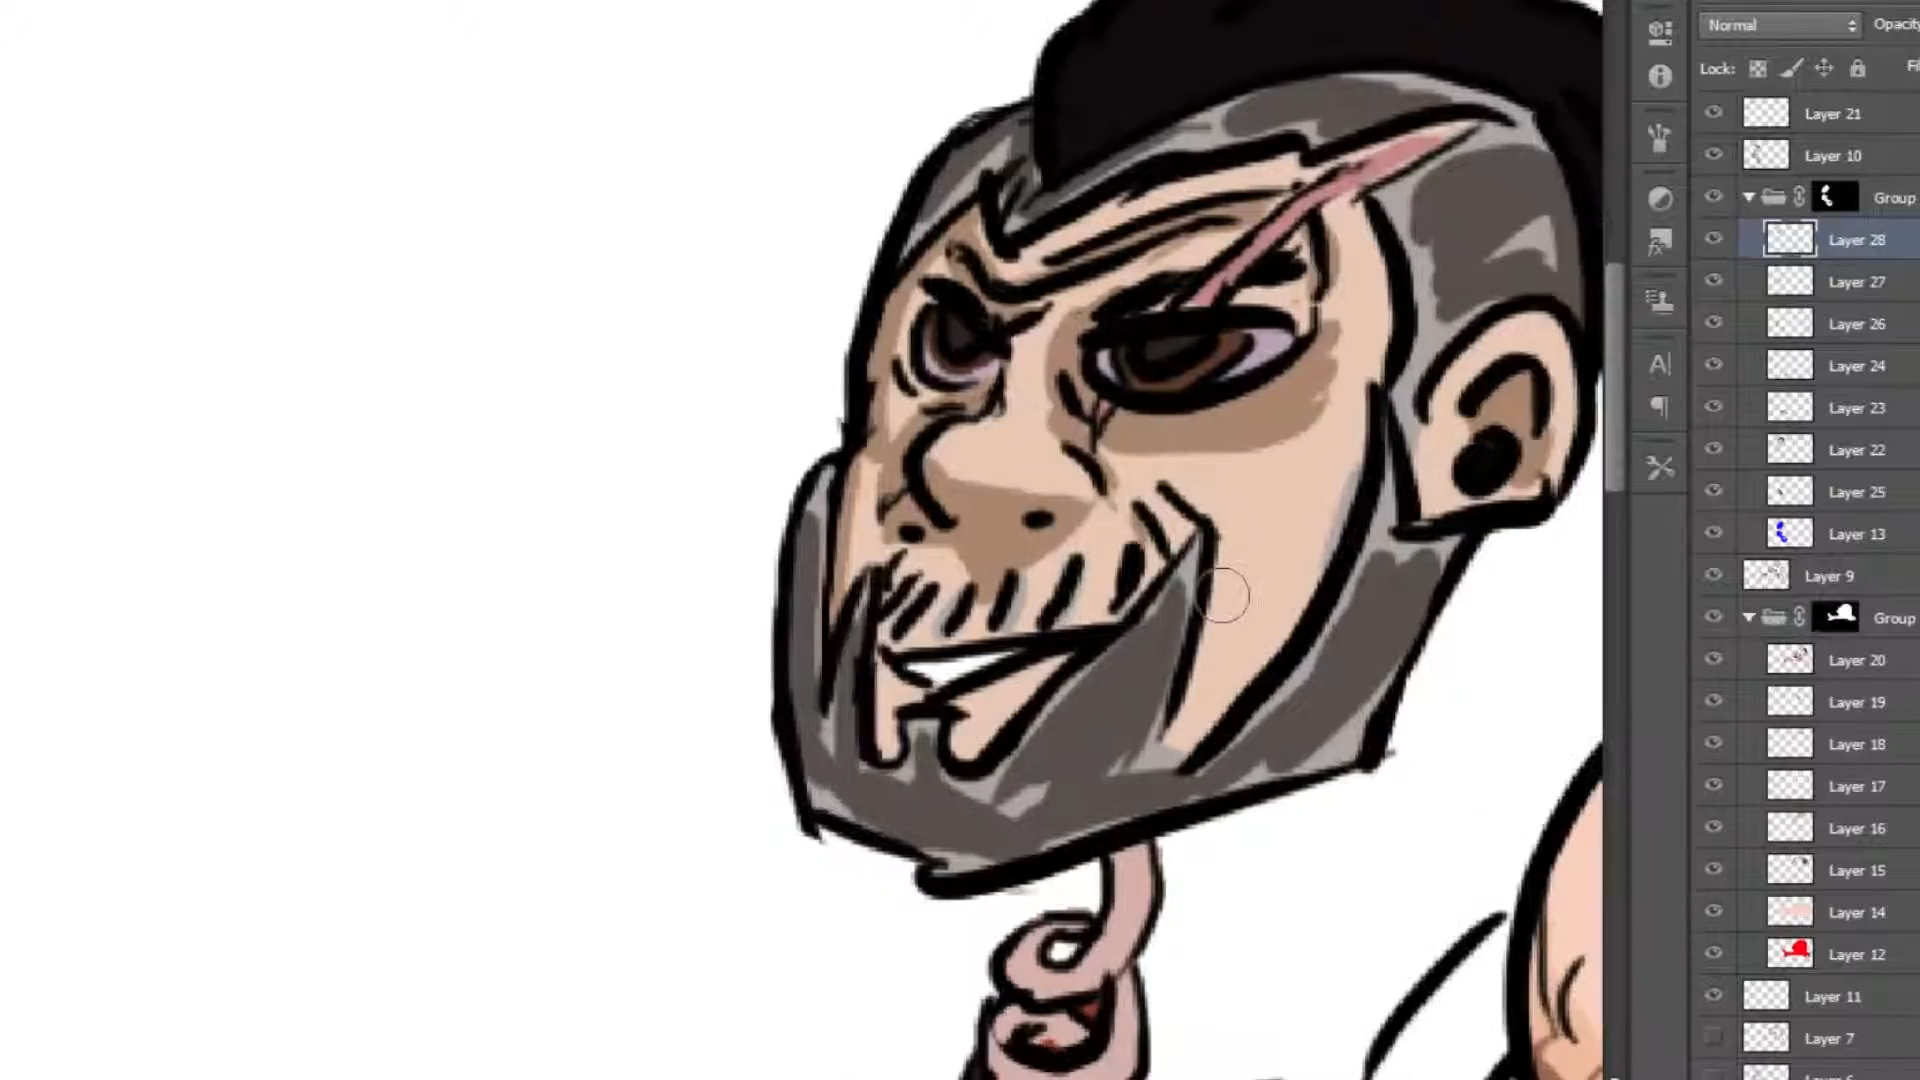 Normal
Opacity
Lock:
Fi
Layer 21
Layer 10
Group
Layer 28
Layer 27
Layer 26
Layer 24
Layer 23
Layer 22
Layer 25
Layer 13
Layer 9
Group
Layer 20
Layer 19
Layer 18
Layer 17
Layer 16
Layer 15
Layer 14
Layer 12
Layer 11
Layer 7